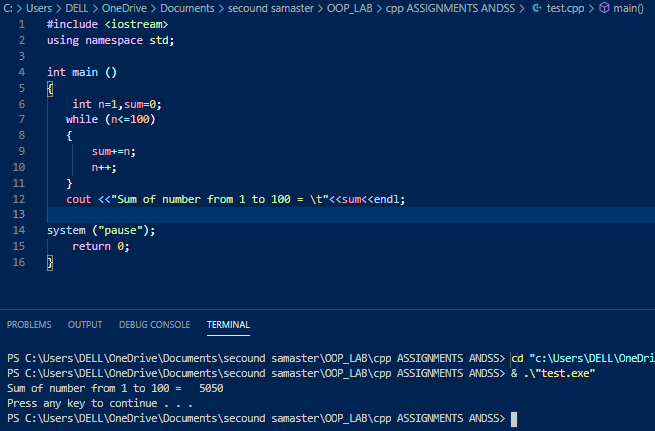 C: > Users > DELL > OneDrive > Documents > secound samaster > OOP_LAB > cpp ASSIGNMENTS ANDSS > test.cpp > main()
1 #include <iostream>
2 using namespace std;
3
4 int main ()
5 {
6 int n=1,sum=0;
7 while (n<=100)
8 {
9 sum+=n;
10 n++;
11 }
12 cout <<"Sum of number from 1 to 100 = \t"<<sum<<endl;
13
14 system ("pause");
15 return 0;
16 }
PROBLEMS OUTPUT DEBUG CONSOLE TERMINAL
PS C:\Users\DELL\OneDrive\Documents\secound samaster\OOP_LAB\cpp ASSIGNMENTS ANDSS> cd "c:\Users\DELL\OneDri
PS C:\Users\DELL\OneDrive\Documents\secound samaster\OOP_LAB\cpp ASSIGNMENTS ANDSS> & .\"test.exe"
Sum of number from 1 to 100 = 5050
Press any key to continue . . .
PS C:\Users\DELL\OneDrive\Documents\secound samaster\OOP_LAB\cpp ASSIGNMENTS ANDSS>